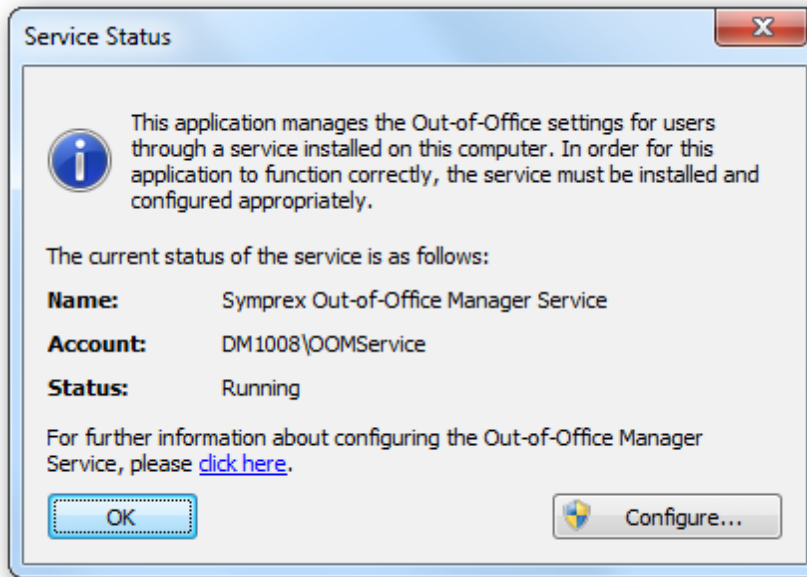 Service Status
This application manages the Out-of-Office settings for users
through a service installed on this computer. In order for this
application to function correctly, the service must be installed and
configured appropriately.
The current status of the service is as follows:
Name: Symprex Out-of-Office Manager Service
Account: DM1008\OOMService
Status: Running
For further information about configuring the Out-of-Office Manager
Service, please click here.
OK Configure...